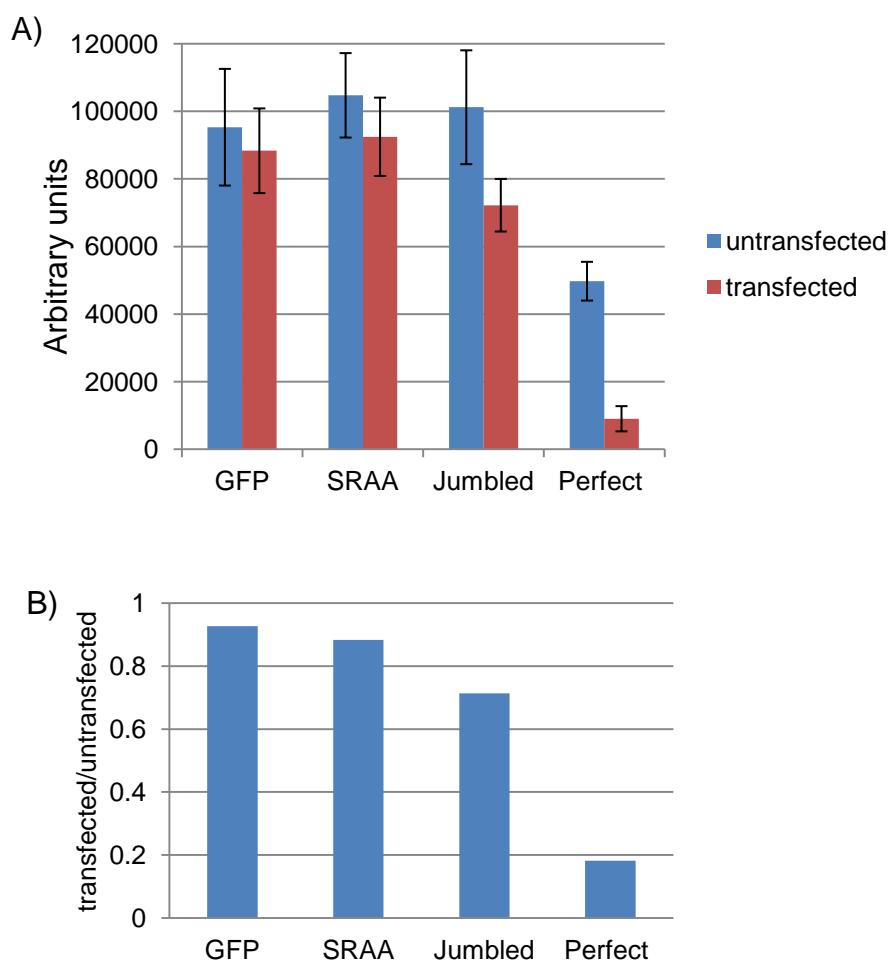 A)
120000
100000
80000
60000
40000
20000
0
Arbitrary units
GFP SRAA Jumbled Perfect
untransfected
transfected
B)
1
0.8
0.6
0.4
0.2
0
transfected/untransfected
GFP SRAA Jumbled Perfect